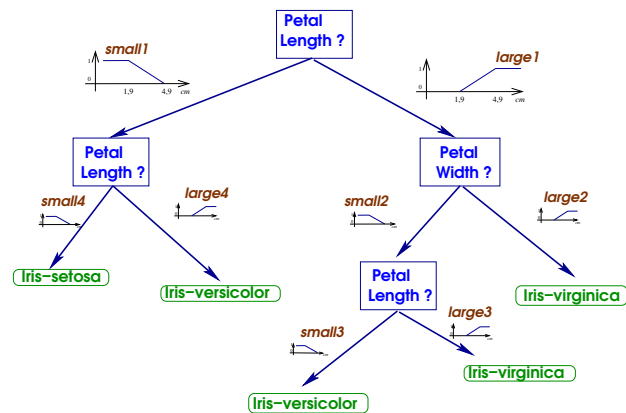 Petal
Length ?
small1
large1
1
0
1,9
4,9
cm
1
0
1,9
4,9
cm
Petal
Length ?
Petal
Width ?
small4
large4
small2
large2
Iris−setosa
Iris−versicolor
Petal
Length ?
Iris−virginica
small3
large3
Iris−virginica
Iris−versicolor